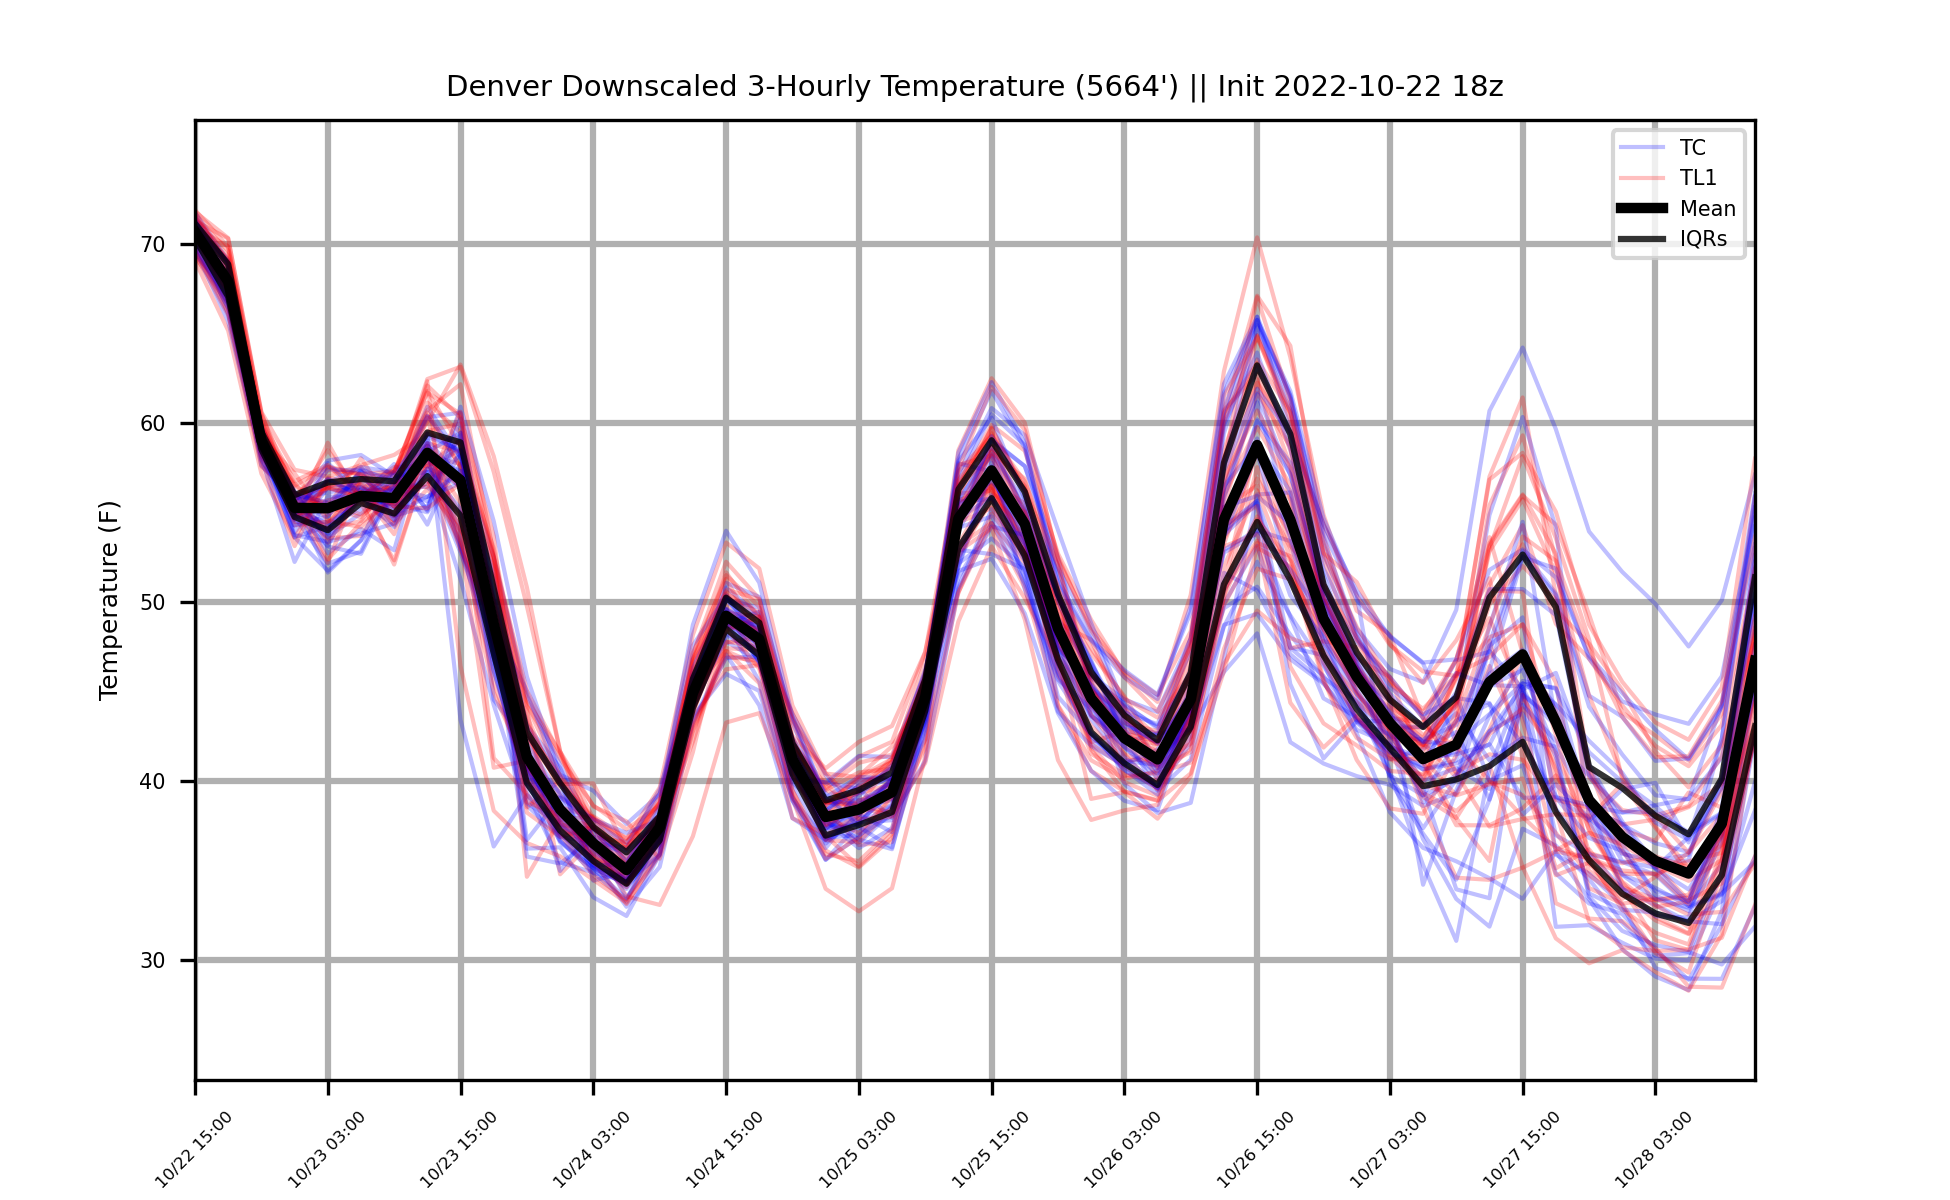 Denver Downscaled 3-Hourly Temperature (5664') || Init 2022-10-22 18z
TC
TL1
Mean
IQRs
Temperature (F)
70
60
50
40
30
10/22 15:00
10/23 03:00
10/23 15:00
10/24 03:00
10/24 15:00
10/25 03:00
10/25 15:00
10/26 03:00
10/26 15:00
10/27 03:00
10/27 15:00
10/28 03:00